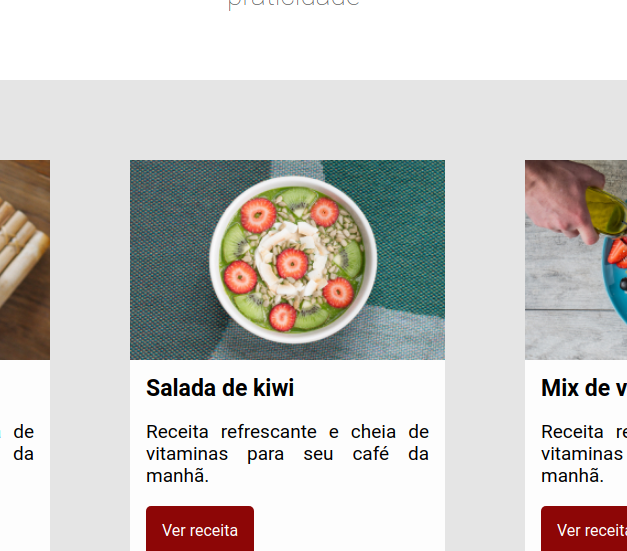 praticidade
Salada de kiwi
Mix de v
de
Receita refrescante e cheia de
Receita re
da
vitaminas para seu café da
vitaminas
manhã.
manhã.
Ver receita
Ver receita